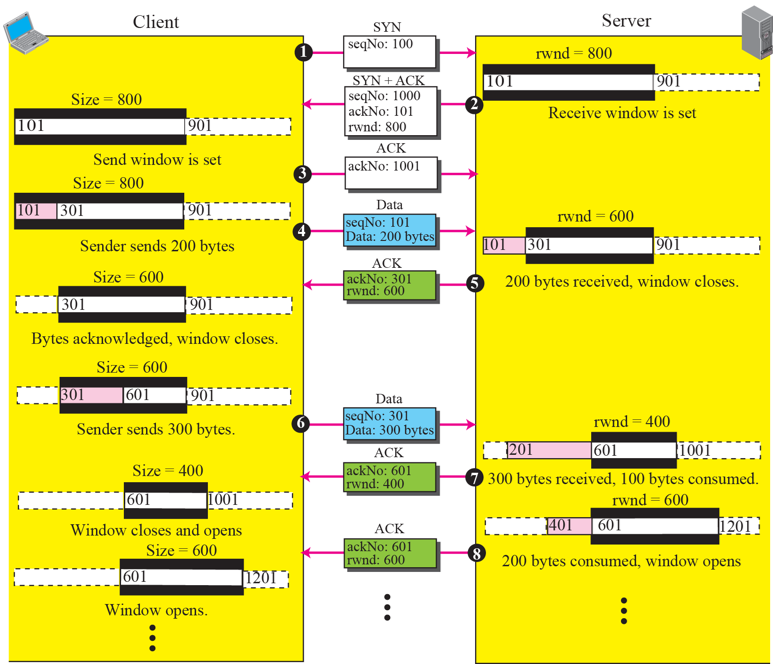 Client
Server
SYN
1
seqNo: 100
rwnd = 800
101
901
SYN + ACK
2
seqNo: 1000
ackNo: 101
rwnd: 800
Receive window is set
Size = 800
101
901
Send window is set
ACK
3
ackNo: 1001
Size = 800
101
301
901
Sender sends 200 bytes
Data
4
seqNo: 101
Data: 200 bytes
rwnd = 600
101
301
901
200 bytes received, window closes.
ACK
5
ackNo: 301
rwnd: 600
Size = 600
301
901
Bytes acknowledged, window closes.
Size = 600
301
601
901
Sender sends 300 bytes.
Data
6
seqNo: 301
Data: 300 bytes
rwnd = 400
201
601
1001
300 bytes received, 100 bytes consumed.
ACK
7
ackNo: 601
rwnd: 400
Size = 400
601
1001
Window closes and opens
rwnd = 600
401
601
1201
200 bytes consumed, window opens
ACK
8
ackNo: 601
rwnd: 600
Size = 600
601
1201
Window opens.